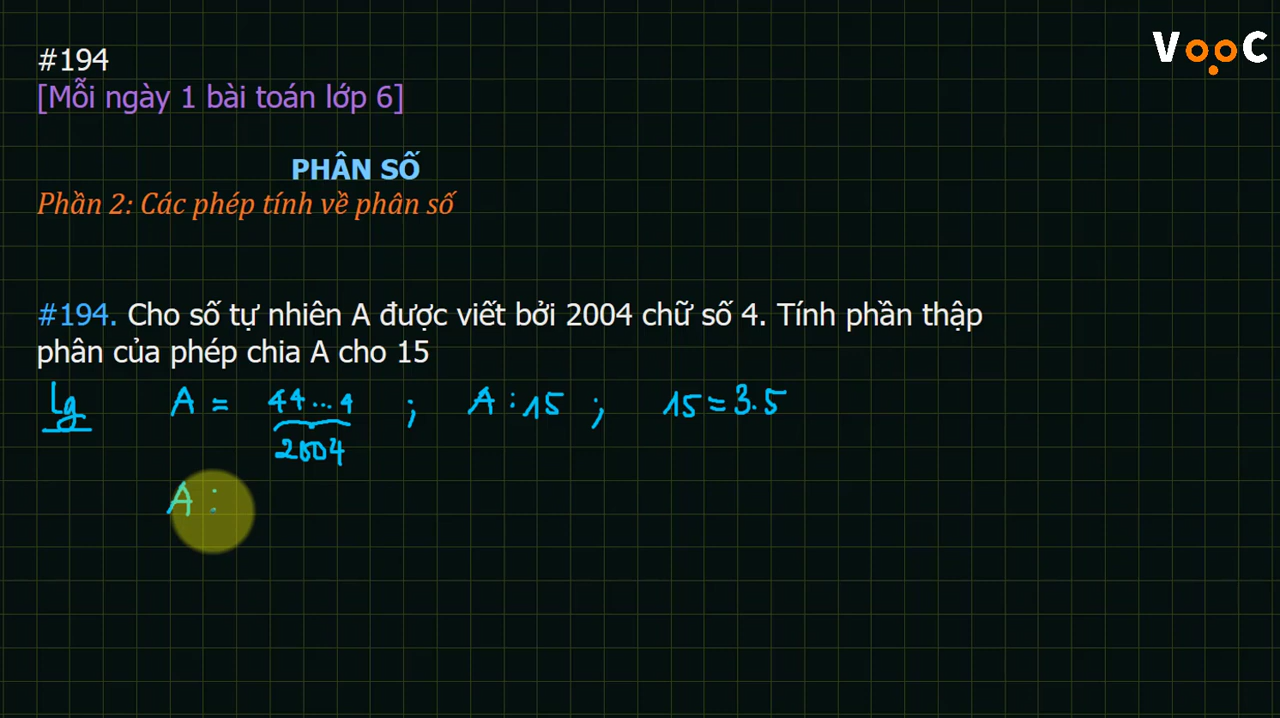 VooC
#194
[Mỗi ngày 1 bài toán lớp 6]
PHÂN SỐ
Phần 2: Các phép tính về phân số
#194. Cho số tự nhiên A được viết bởi 2004 chữ số 4. Tính phần thập
phân của phép chia A cho 15
Lg A = 44...4 ; A : 15 ; 15 = 3.5
2004
A :